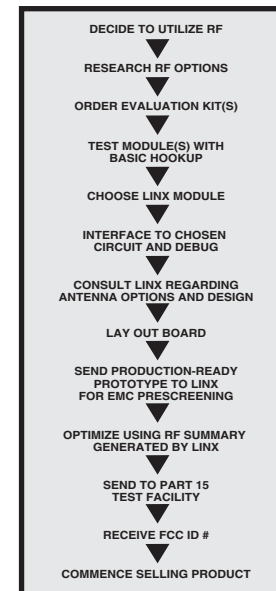 DECIDE TO UTILIZE RF
RESEARCH RF OPTIONS
ORDER EVALUATION KIT(S)
TEST MODULE(S) WITH
BASIC HOOKUP
CHOOSE LINX MODULE
INTERFACE TO CHOSEN
CIRCUIT AND DEBUG
CONSULT LINX REGARDING
ANTENNA OPTIONS AND DESIGN
LAY OUT BOARD
SEND PRODUCTION-READY
PROTOTYPE TO LINX
FOR EMC PRESCREENING
OPTIMIZE USING RF SUMMARY
GENERATED BY LINX
SEND TO PART 15
TEST FACILITY
RECEIVE FCC ID #
COMMENCE SELLING PRODUCT